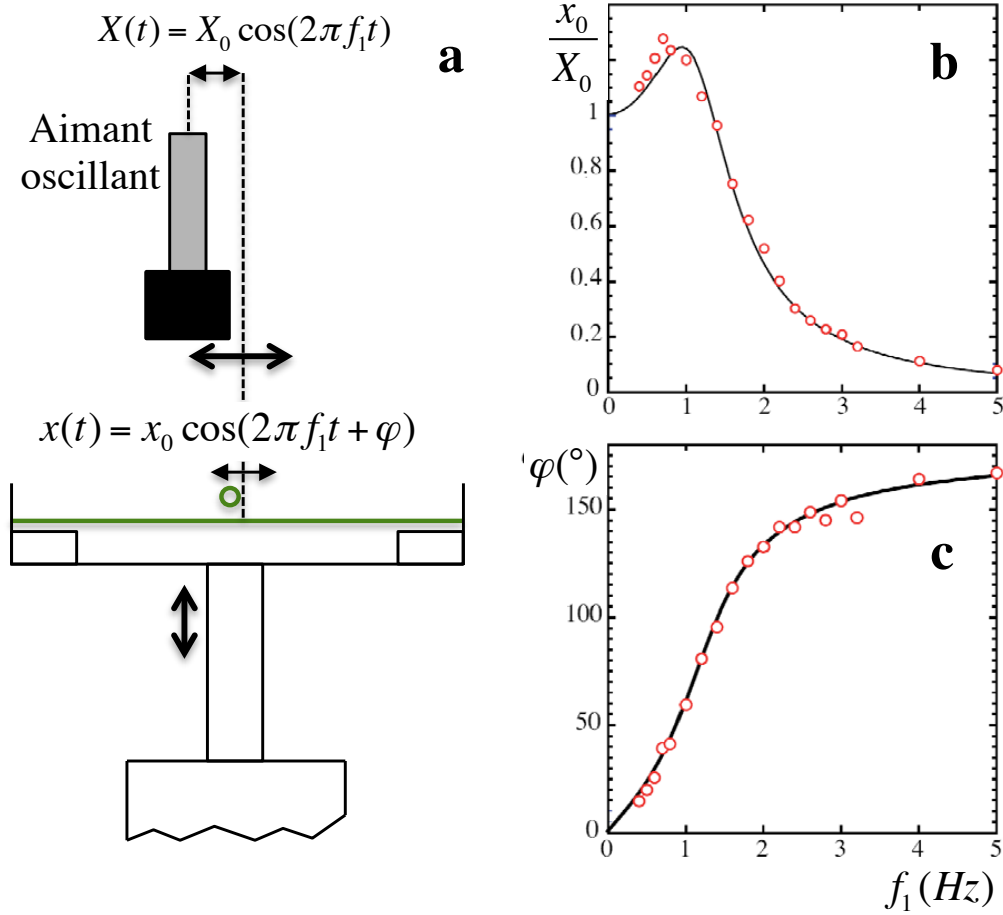 X(t) = X₀ cos(2πf₁t)
a
Aimant
oscillant
x(t) = x₀ cos(2πf₁t + φ)
x₀
X₀
b
1
0.8
0.6
0.4
0.2
0
0 1 2 3 4 5
φ(°)
150
100
50
0
c
0 1 2 3 4 5
f₁ (Hz)